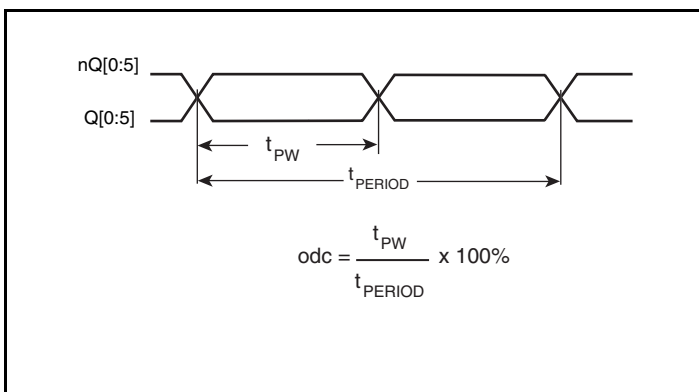 nQ[0:5]
Q[0:5]
tPW
tPERIOD
odc = tPW / tPERIOD x 100%